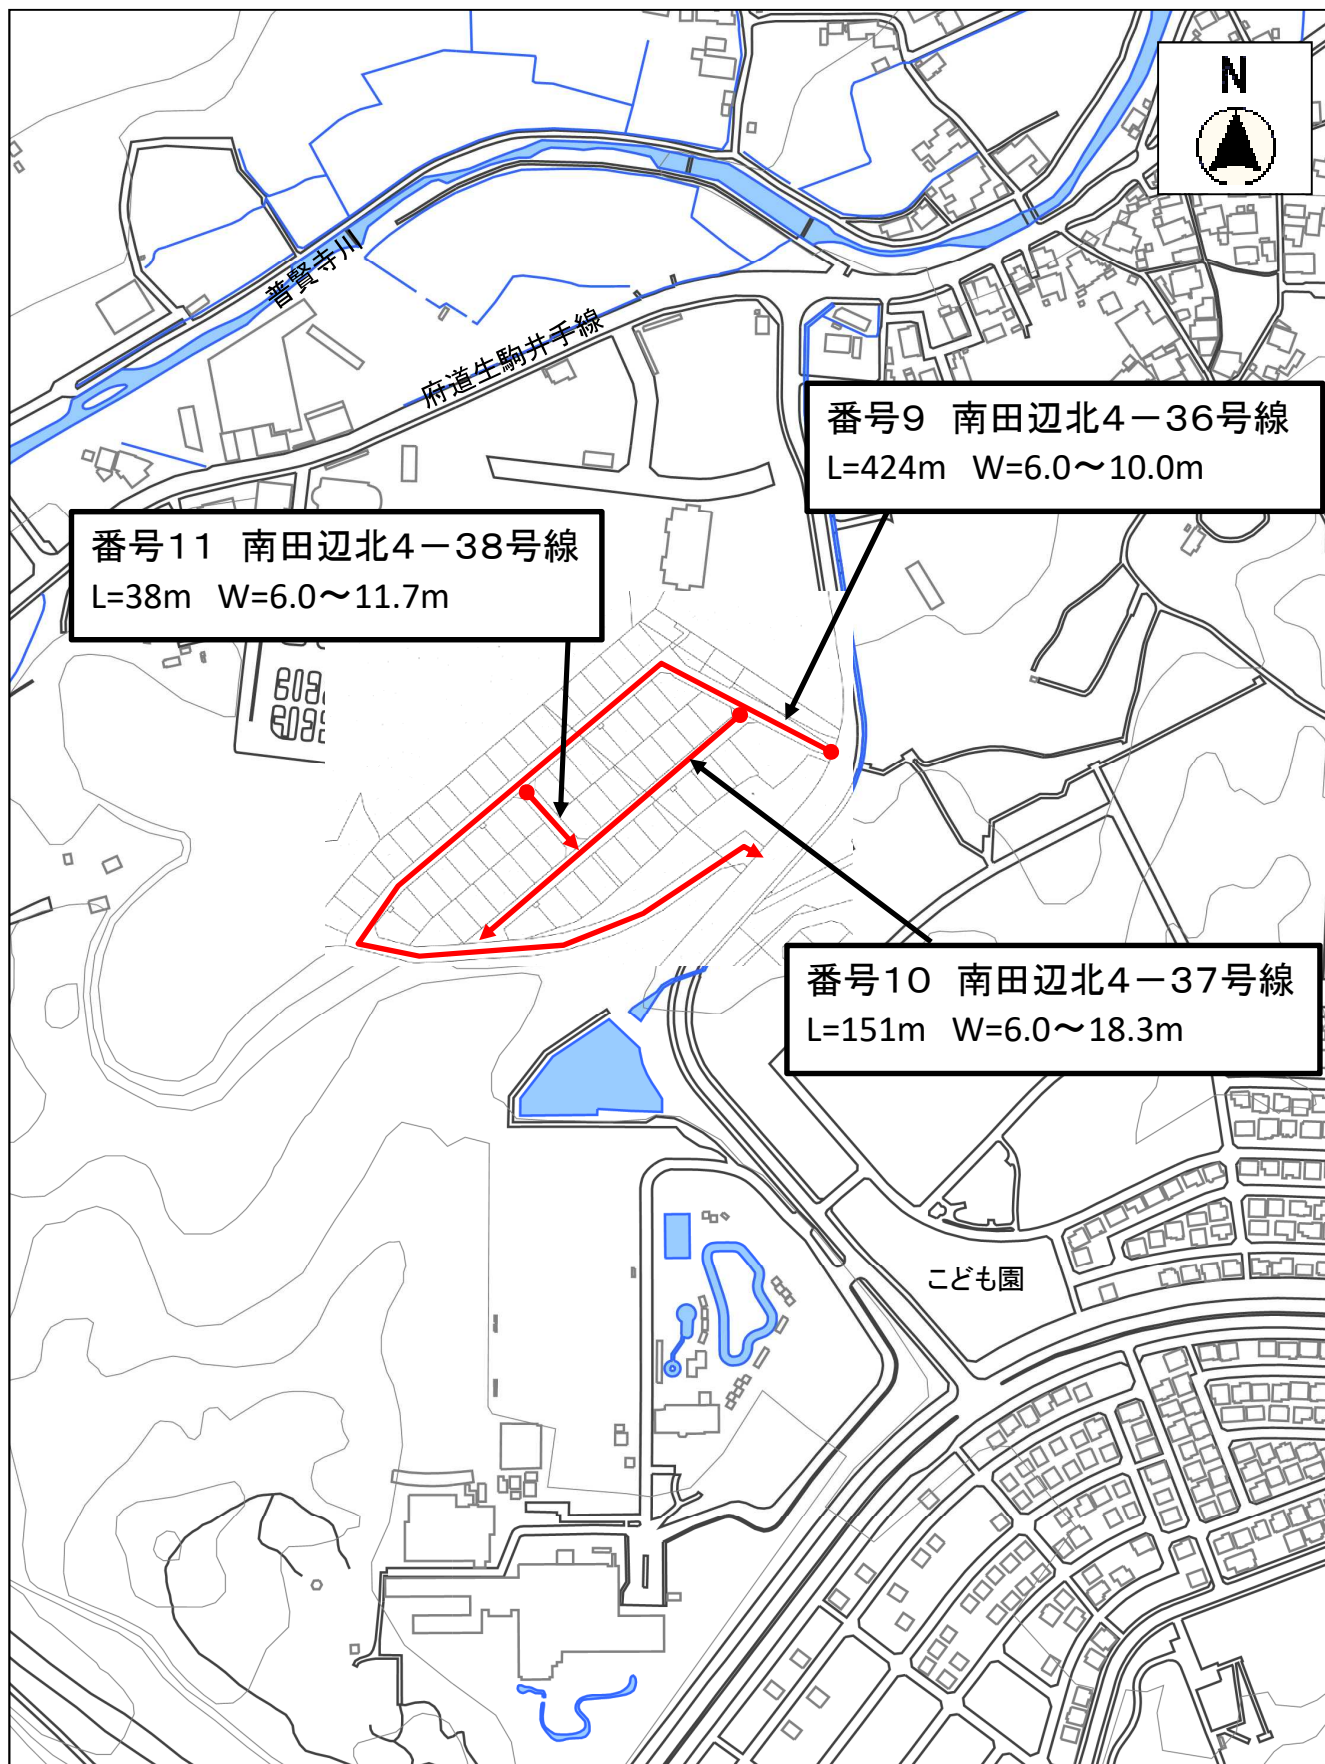 N
普賢寺川
府道生駒井手線
番号9 南田辺北4－36号線
L=424m W=6.0～10.0m
番号11 南田辺北4－38号線
L=38m W=6.0～11.7m
番号10 南田辺北4－37号線
L=151m W=6.0～18.3m
こども園